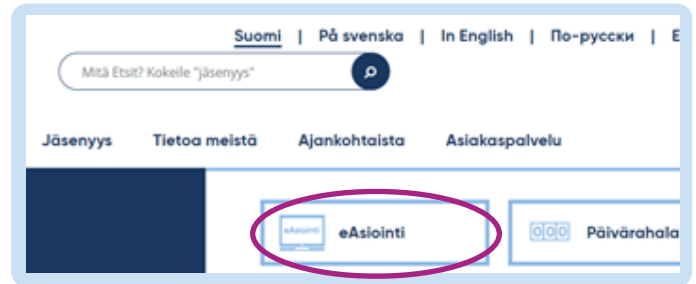 Suomi | På svenska | In English | По-русски | E
Mitä Etsit? Kokeile "jäsenyys"
Jäsenyys Tietoa meistä Ajankohtaista Asiakaspalvelu
eAsiointi eAsiointi 000 Päivärahala